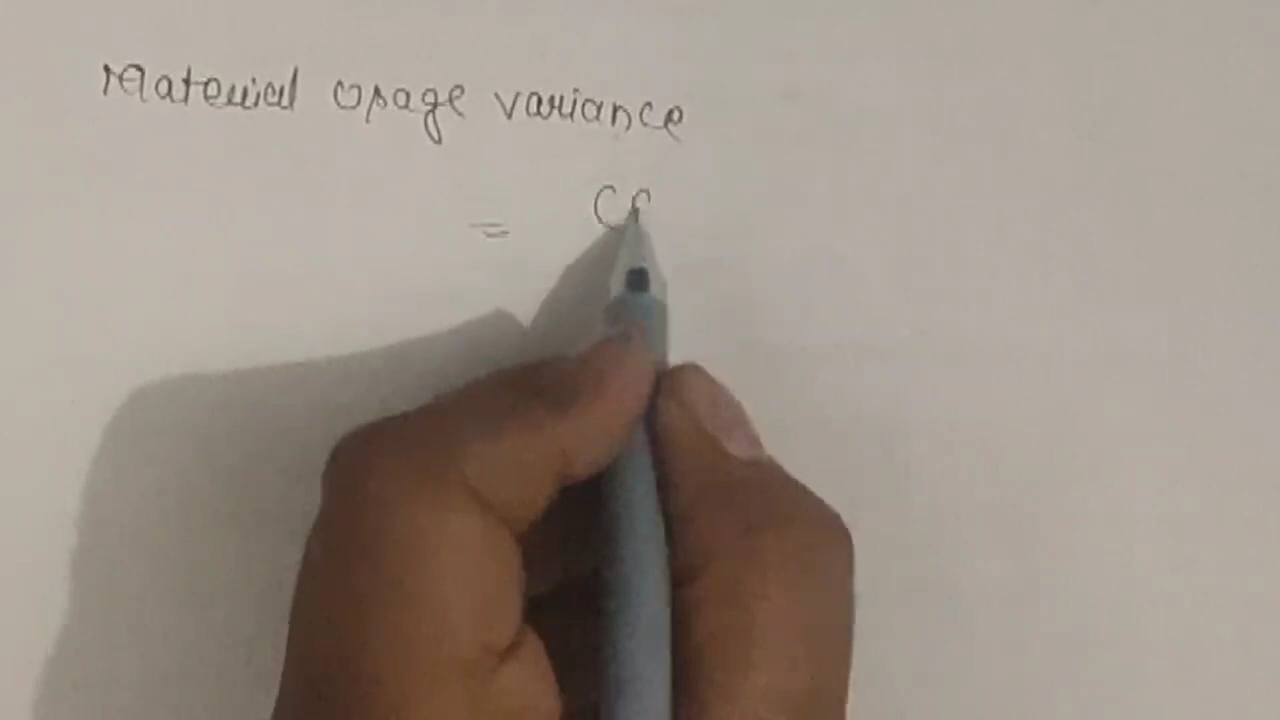 Material usage variance
= (